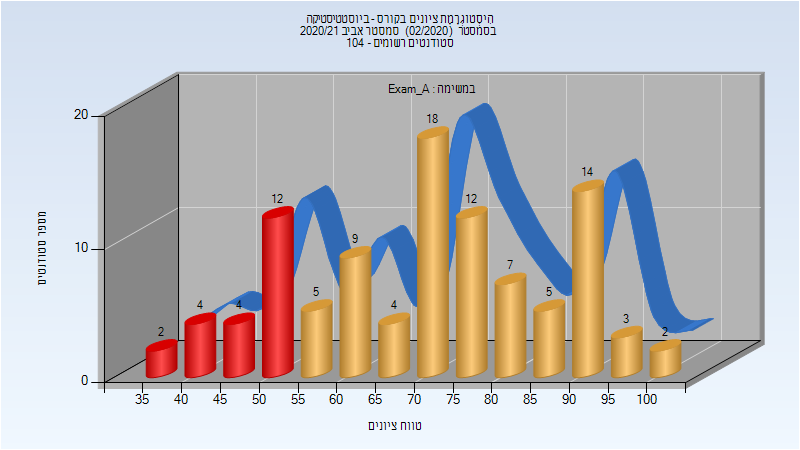 היסטוגרמת ציונים בקורס - ביוסטטיסטיקה
בסמסטר (02/2020) סמסטר אביב 2020/21
סטודנטים רשומים - 104
במשימה : Exam_A
מספר סטודנטים
20
10
0
2
4
4
12
5
9
4
18
12
7
5
14
3
2
35 40 45 50 55 60 65 70 75 80 85 90 95 100
טווח ציונים